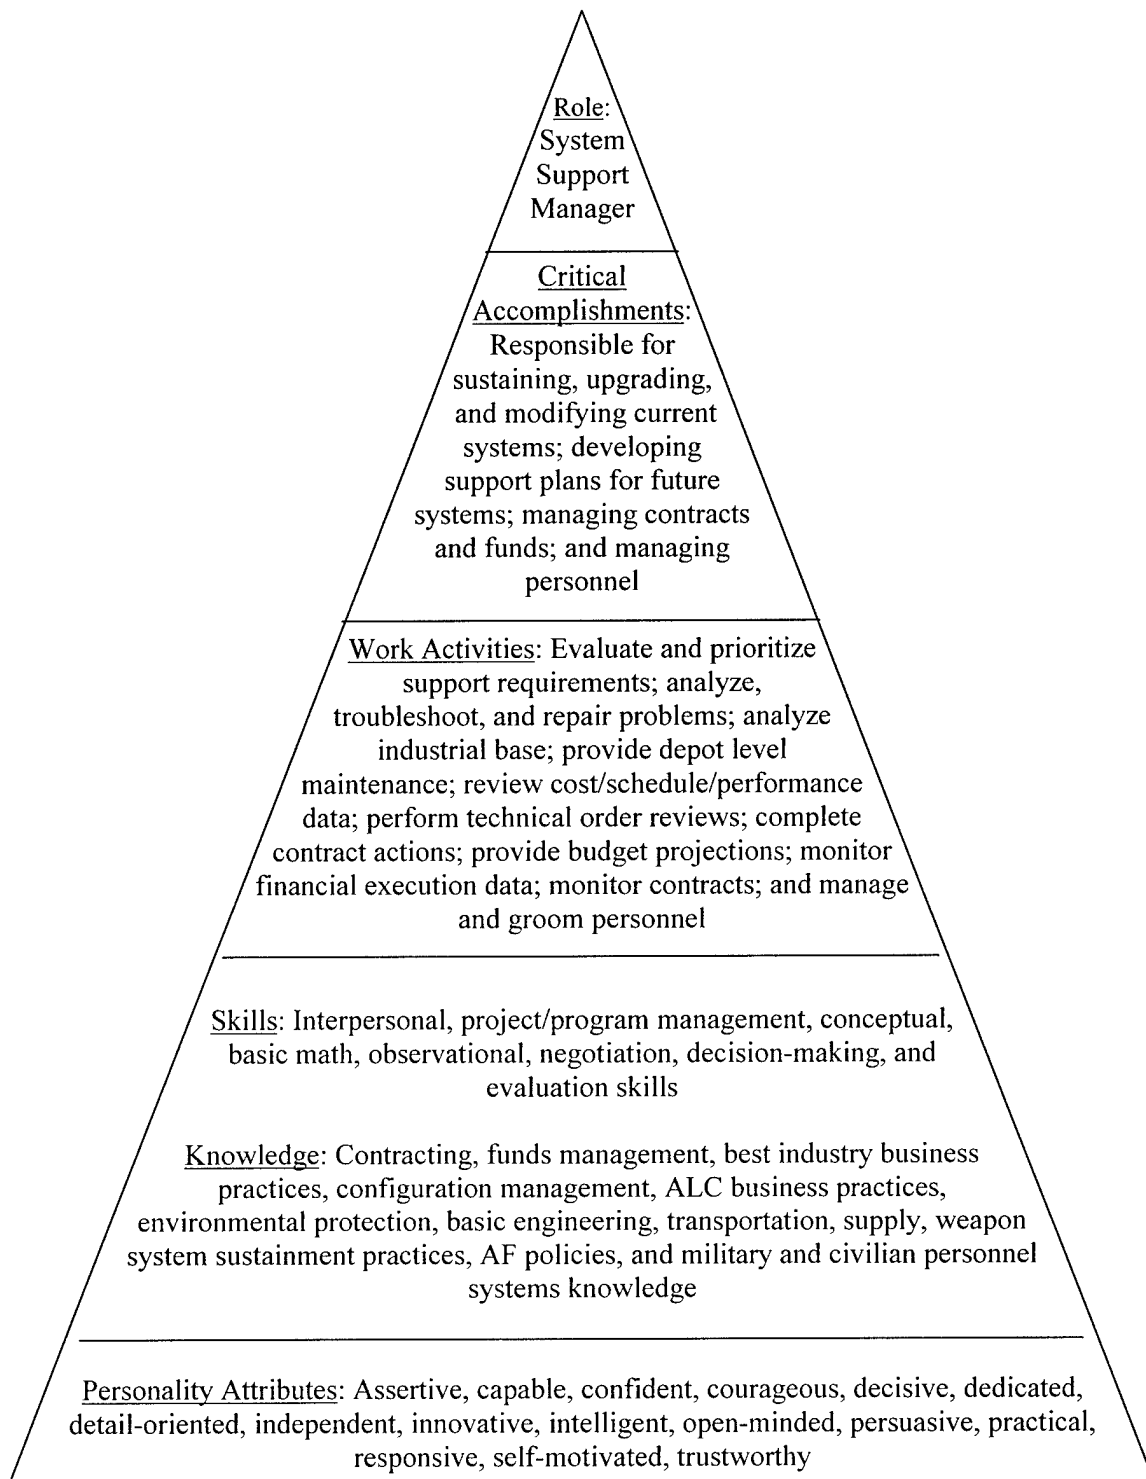 Role:
System
Support
Manager
Critical
Accomplishments:
Responsible for
sustaining, upgrading,
and modifying current
systems; developing
support plans for future
systems; managing contracts
and funds; and managing
personnel
Work Activities: Evaluate and prioritize
support requirements; analyze,
troubleshoot, and repair problems; analyze
industrial base; provide depot level
maintenance; review cost/schedule/performance
data; perform technical order reviews; complete
contract actions; provide budget projections; monitor
financial execution data; monitor contracts; and manage
and groom personnel
Skills: Interpersonal, project/program management, conceptual,
basic math, observational, negotiation, decision-making, and
evaluation skills
Knowledge: Contracting, funds management, best industry business
practices, configuration management, ALC business practices,
environmental protection, basic engineering, transportation, supply, weapon
system sustainment practices, AF policies, and military and civilian personnel
systems knowledge
Personality Attributes: Assertive, capable, confident, courageous, decisive, dedicated,
detail-oriented, independent, innovative, intelligent, open-minded, persuasive, practical,
responsive, self-motivated, trustworthy